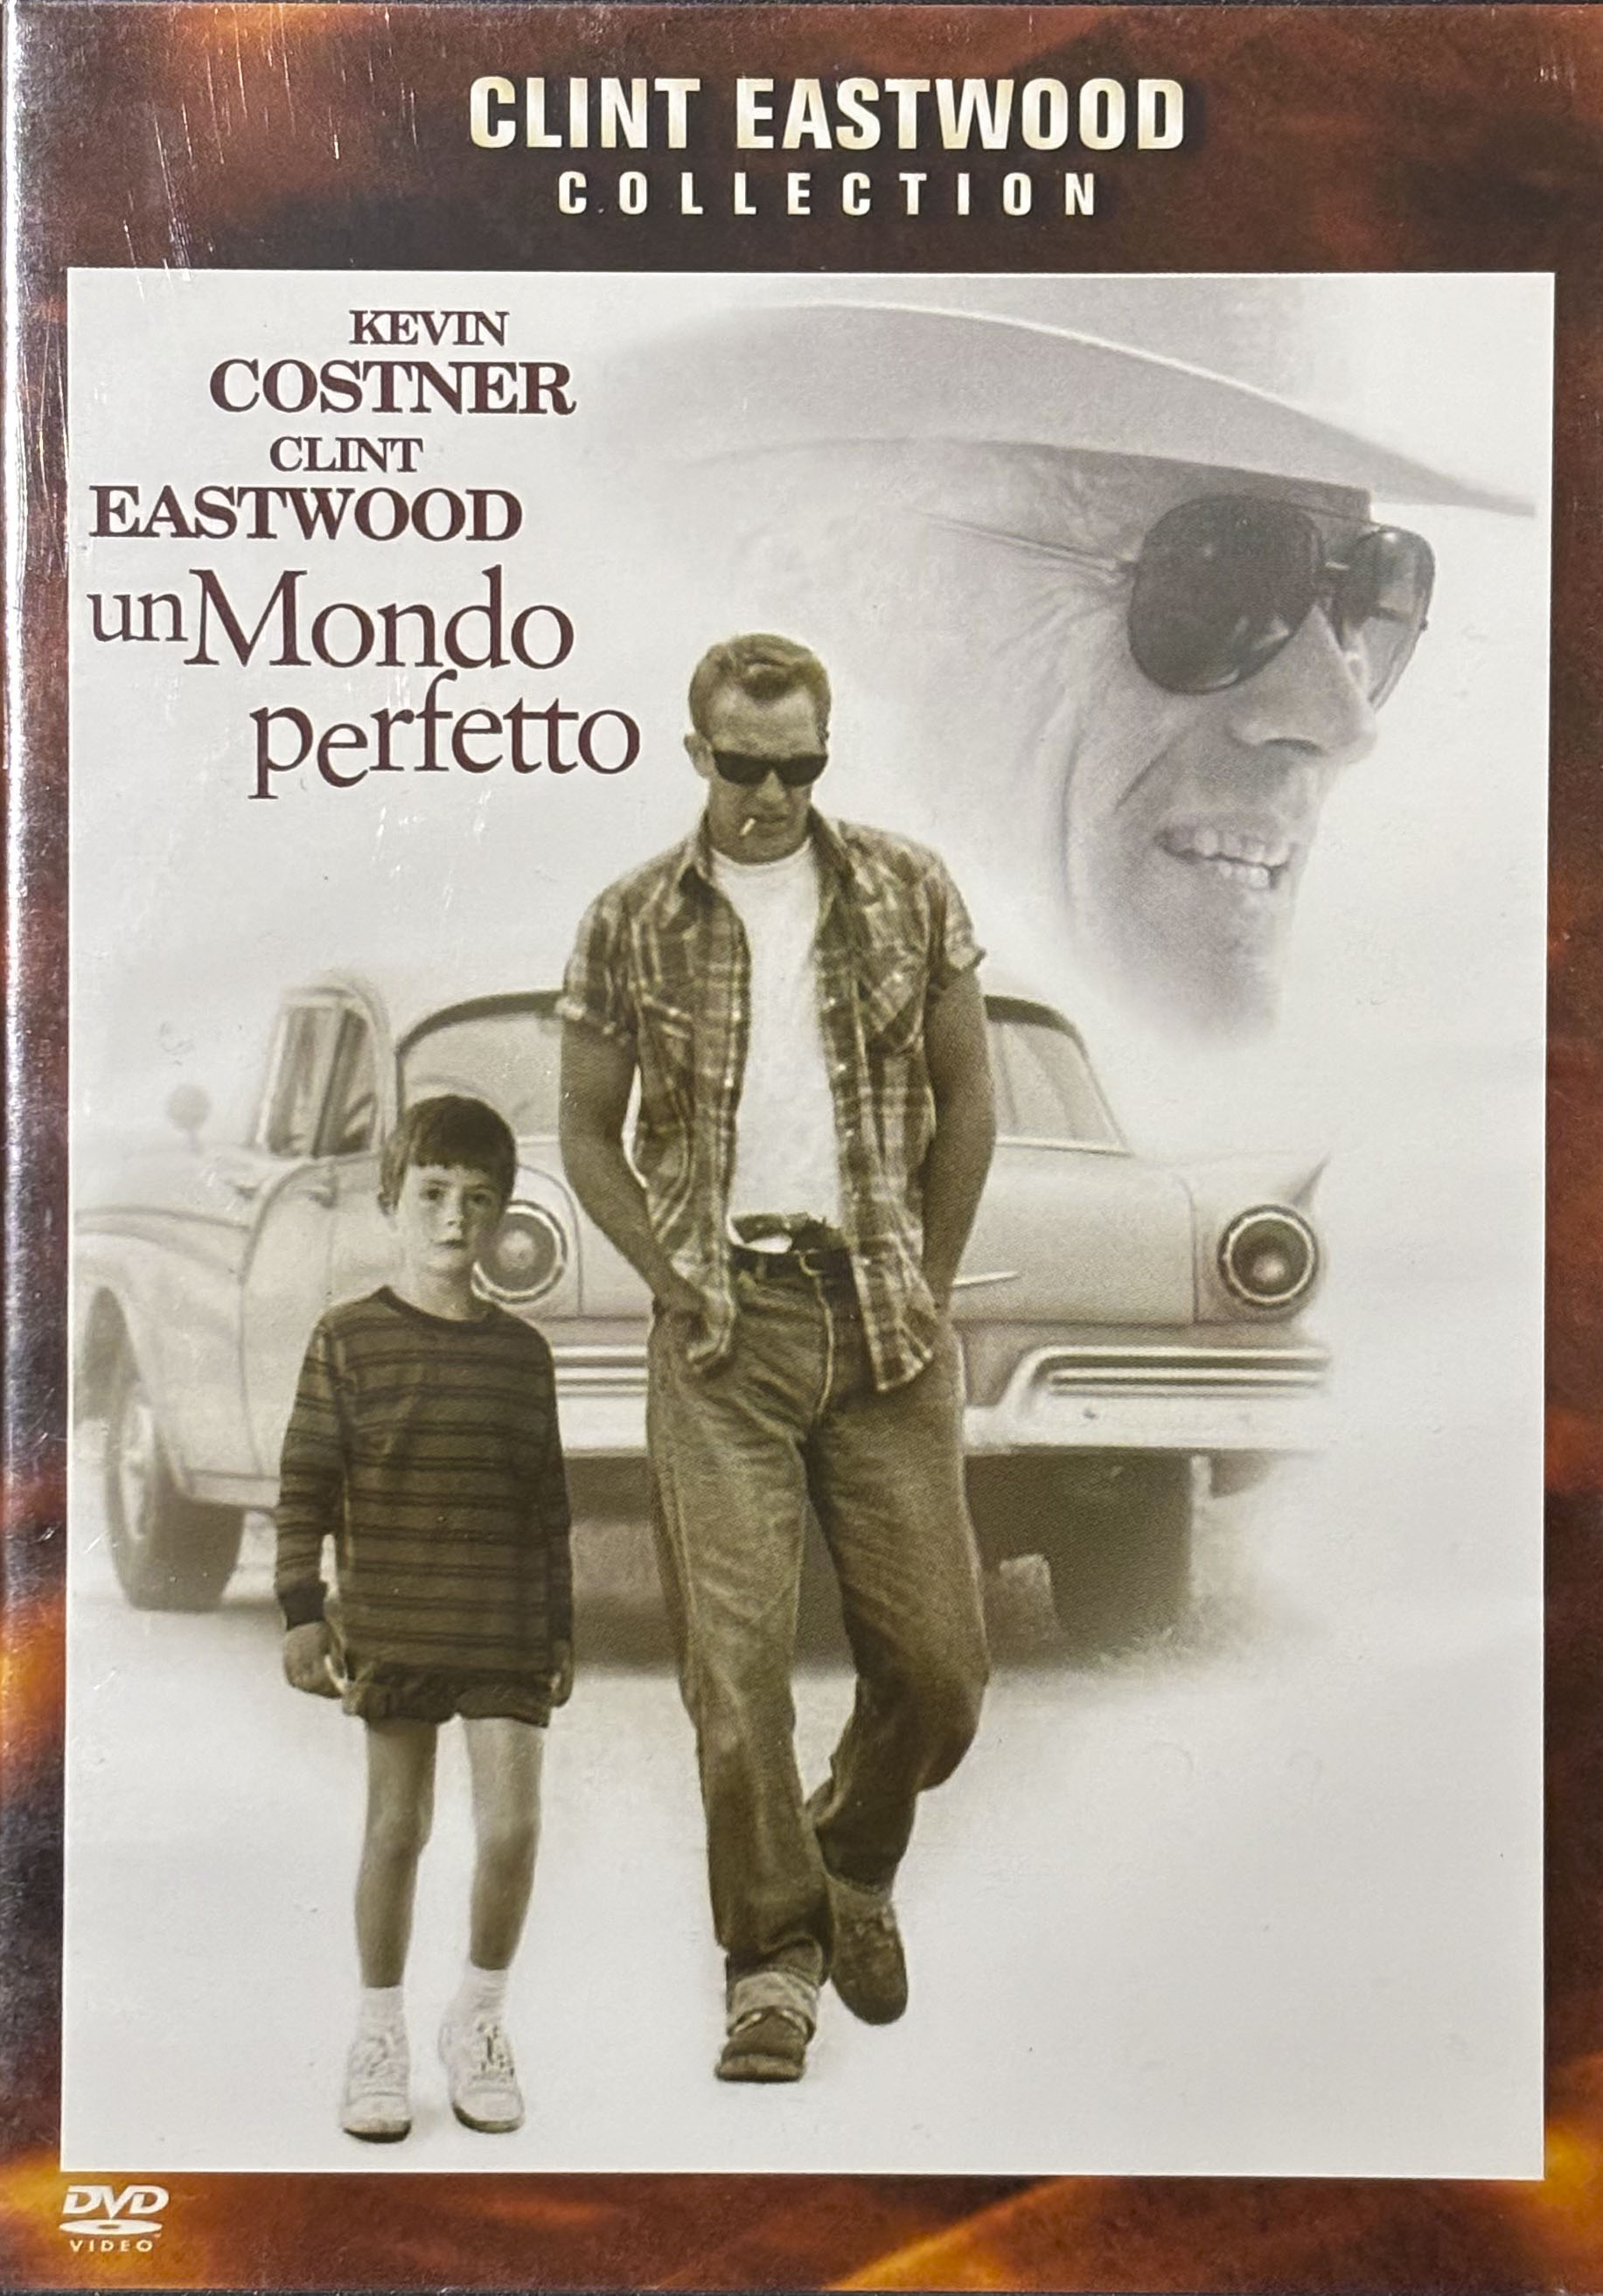 CLINT EASTWOOD
COLLECTION
KEVIN
COSTNER
CLINT
EASTWOOD
un Mondo
perfetto
DVD
VIDEO